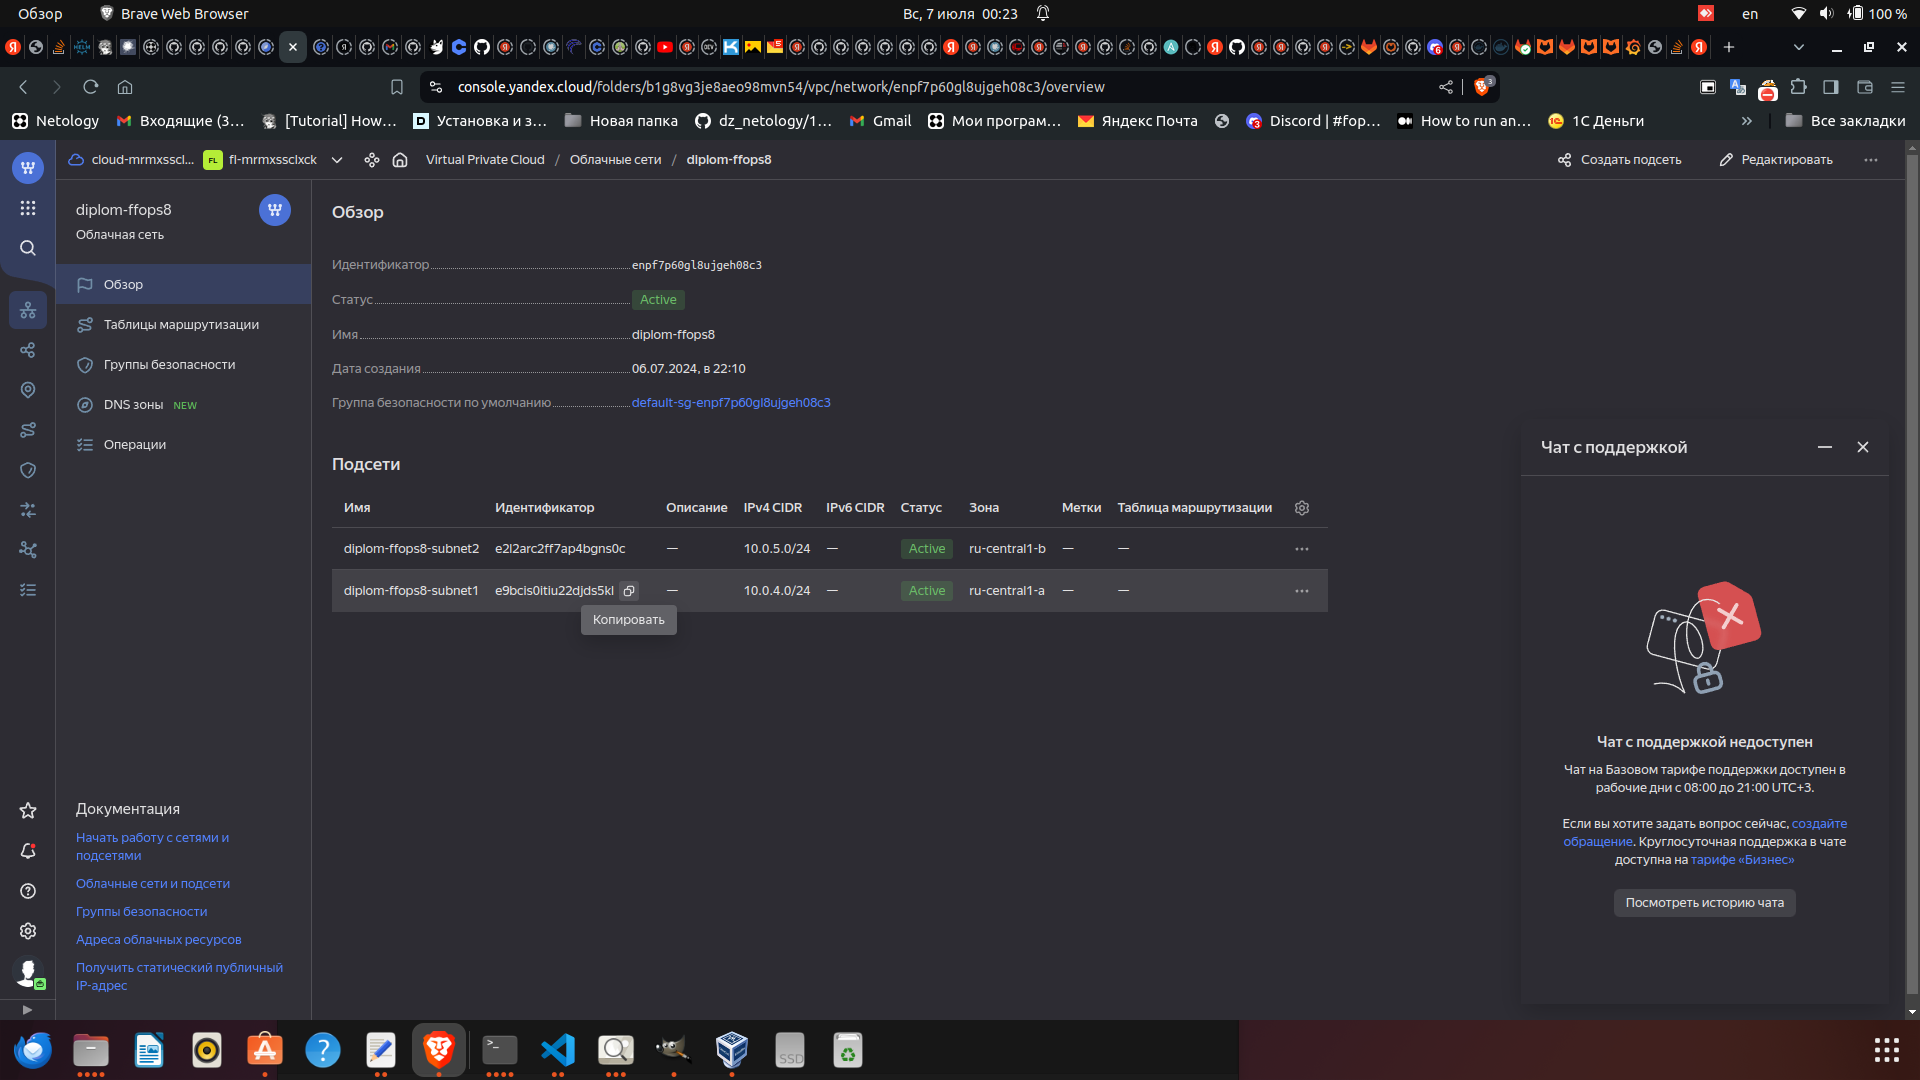 Обзор
Brave Web Browser
Вс, 7 июля 00:23
en
100 %
console.yandex.cloud/folders/b1g8vg3je8aeo98mvn54/vpc/network/enpf7p60gl8ujgeh08c3/overview
3
Netology
Входящие (3...
[Tutorial] How...
Установка и з...
Новая папка
dz_netology/1...
Gmail
Мои програм...
Яндекс Почта
Discord | #fop...
How to run an...
1С Деньги
Все закладки
cloud-mrmxsscl...
FL
fl-mrmxssclxck
Virtual Private Cloud / Облачные сети / diplom-ffops8
Создать подсеть
Редактировать
diplom-ffops8
Облачная сеть
Обзор
Таблицы маршрутизации
Группы безопасности
DNS зоны NEW
Операции
Документация
Начать работу с сетями и
подсетями
Облачные сети и подсети
Группы безопасности
Адреса облачных ресурсов
Получить статический публичный
IP-адрес
Обзор
Идентификатор enpf7p60gl8ujgeh08c3
Статус Active
Имя diplom-ffops8
Дата создания 06.07.2024, в 22:10
Группа безопасности по умолчанию default-sg-enpf7p60gl8ujgeh08c3
Подсети
Имя Идентификатор Описание IPv4 CIDR IPv6 CIDR Статус Зона Метки Таблица маршрутизации
diplom-ffops8-subnet2 e2l2arc2ff7ap4bgns0c — 10.0.5.0/24 — Active ru-central1-b — —
diplom-ffops8-subnet1 e9bcis0itiu22djds5kl — 10.0.4.0/24 — Active ru-central1-a — —
Копировать
Чат с поддержкой
Чат с поддержкой недоступен
Чат на Базовом тарифе поддержки доступен в
рабочие дни с 08:00 до 21:00 UTC+3.
Если вы хотите задать вопрос сейчас, создайте
обращение. Круглосуточная поддержка в чате
доступна на тарифе «Бизнес»
Посмотреть историю чата
SSD